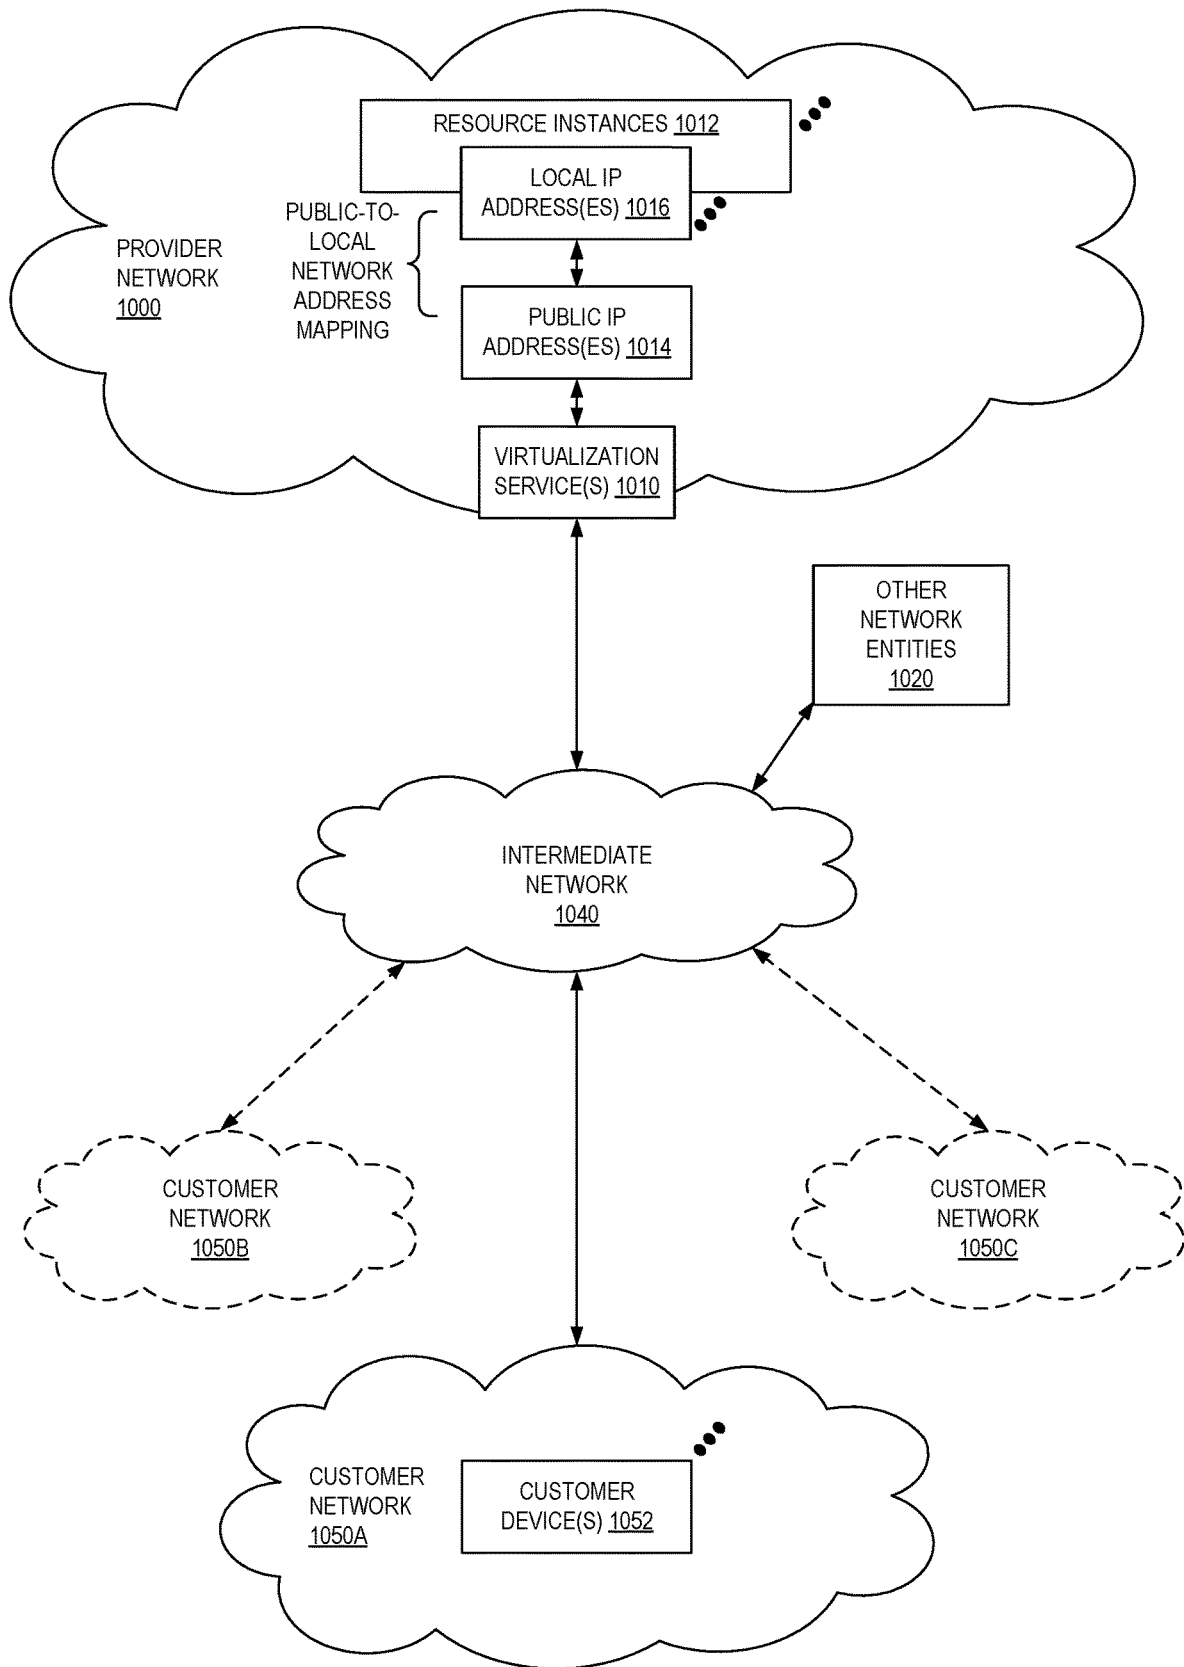 RESOURCE INSTANCES 1012
LOCAL IP
ADDRESS(ES) 1016
PUBLIC-TO-
LOCAL
NETWORK
ADDRESS
MAPPING
PROVIDER
NETWORK
1000
PUBLIC IP
ADDRESS(ES) 1014
VIRTUALIZATION
SERVICE(S) 1010
OTHER
NETWORK
ENTITIES
1020
INTERMEDIATE
NETWORK
1040
CUSTOMER
NETWORK
1050B
CUSTOMER
NETWORK
1050C
CUSTOMER
NETWORK
1050A
CUSTOMER
DEVICE(S) 1052